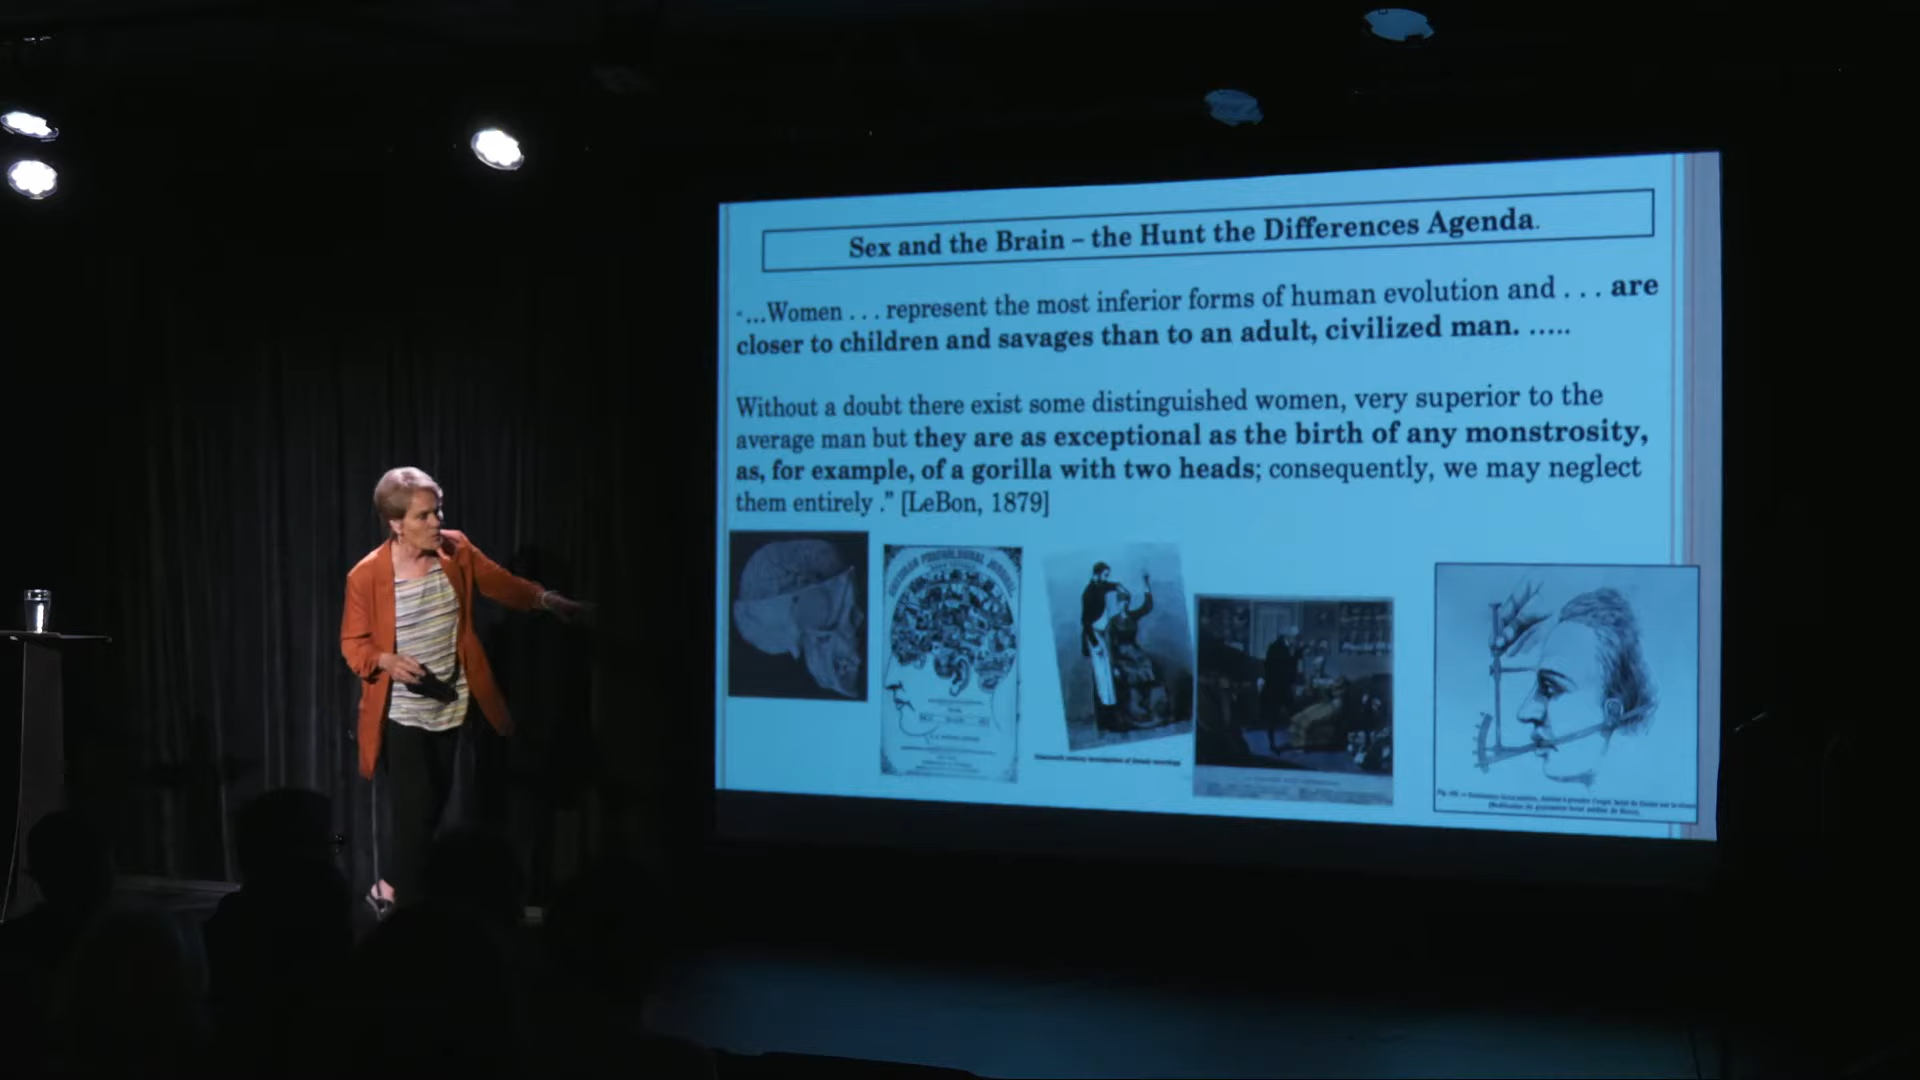 Sex and the Brain – the Hunt the Differences Agenda.
“...Women . . . represent the most inferior forms of human evolution and . . . are
closer to children and savages than to an adult, civilized man. .....
Without a doubt there exist some distinguished women, very superior to the
average man but they are as exceptional as the birth of any monstrosity,
as, for example, of a gorilla with two heads; consequently, we may neglect
them entirely .” [LeBon, 1879]